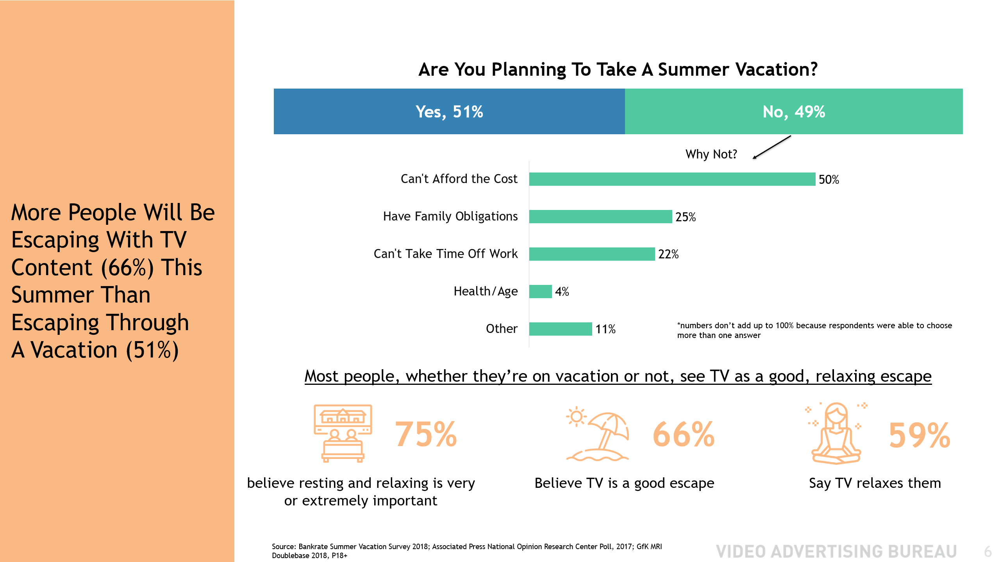 More People Will Be
Escaping With TV
Content (66%) This
Summer Than
Escaping Through
A Vacation (51%)
Are You Planning To Take A Summer Vacation?
Yes, 51%
No, 49%
Why Not?
Can't Afford the Cost
50%
Have Family Obligations
25%
Can't Take Time Off Work
22%
Health/Age
4%
Other
11%
*numbers don’t add up to 100% because respondents were able to choose
more than one answer
Most people, whether they’re on vacation or not, see TV as a good, relaxing escape
75%
believe resting and relaxing is very
or extremely important
66%
Believe TV is a good escape
59%
Say TV relaxes them
Source: Bankrate Summer Vacation Survey 2018; Associated Press National Opinion Research Center Poll, 2017; GfK MRI
Doublebase 2018, P18+
VIDEO ADVERTISING BUREAU
6